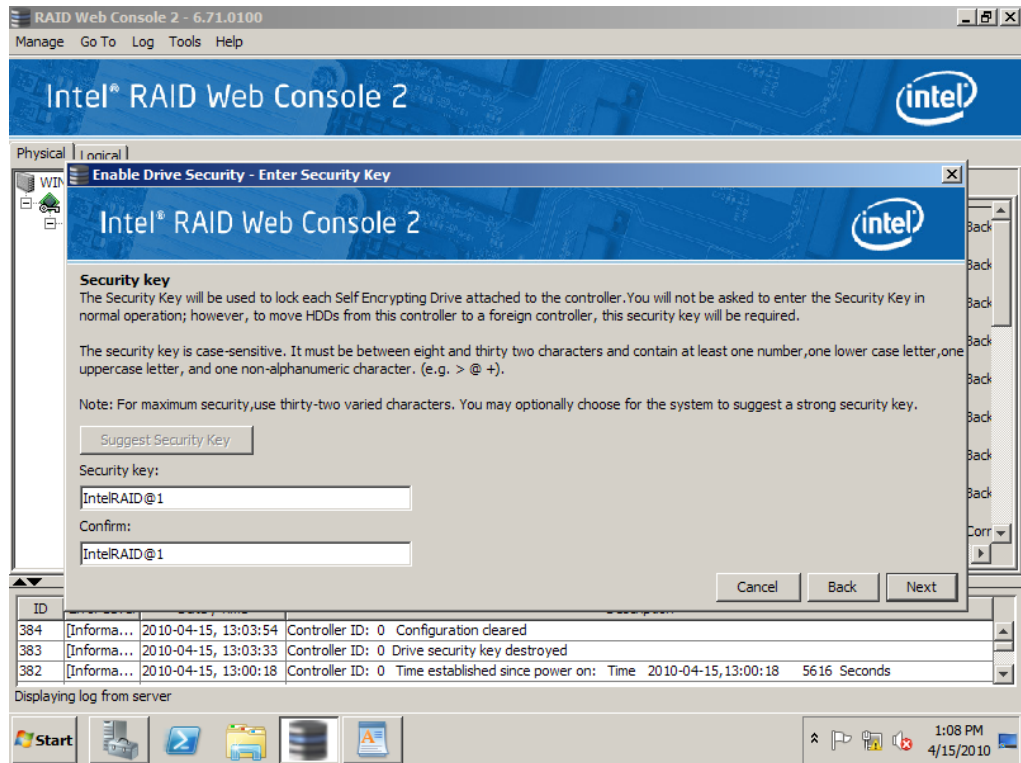 RAID Web Console 2 - 6.71.0100
Manage Go To Log Tools Help
Intel® RAID Web Console 2
intel
Physical Logical
WIN
Enable Drive Security - Enter Security Key
Intel® RAID Web Console 2
intel
Security key
The Security Key will be used to lock each Self Encrypting Drive attached to the controller.You will not be asked to enter the Security Key in
normal operation; however, to move HDDs from this controller to a foreign controller, this security key will be required.
The security key is case-sensitive. It must be between eight and thirty two characters and contain at least one number,one lower case letter,one
uppercase letter, and one non-alphanumeric character. (e.g. > @ +).
Note: For maximum security,use thirty-two varied characters. You may optionally choose for the system to suggest a strong security key.
Suggest Security Key
Security key:
IntelRAID@1
Confirm:
IntelRAID@1
Cancel Back Next
Back
Back
Back
Back
Back
Back
Back
Back
Corr
ID
384 [Informa... 2010-04-15, 13:03:54 Controller ID: 0 Configuration cleared
383 [Informa... 2010-04-15, 13:03:33 Controller ID: 0 Drive security key destroyed
382 [Informa... 2010-04-15, 13:00:18 Controller ID: 0 Time established since power on: Time 2010-04-15,13:00:18 5616 Seconds
Displaying log from server
Start
1:08 PM
4/15/2010